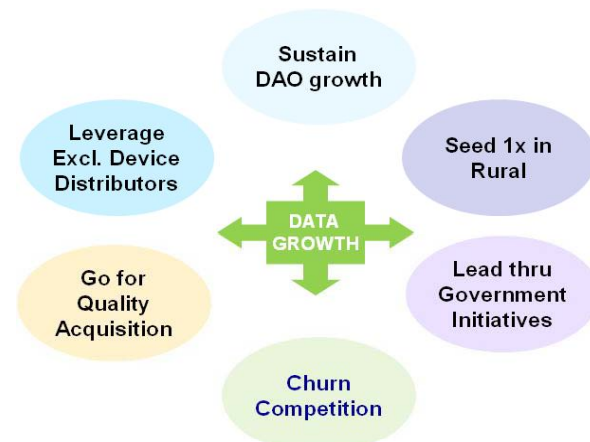 Sustain
DAO growth
Leverage
Excl. Device
Distributors
Seed 1x in
Rural
DATA
GROWTH
Go for
Quality
Acquisition
Lead thru
Government
Initiatives
Churn
Competition